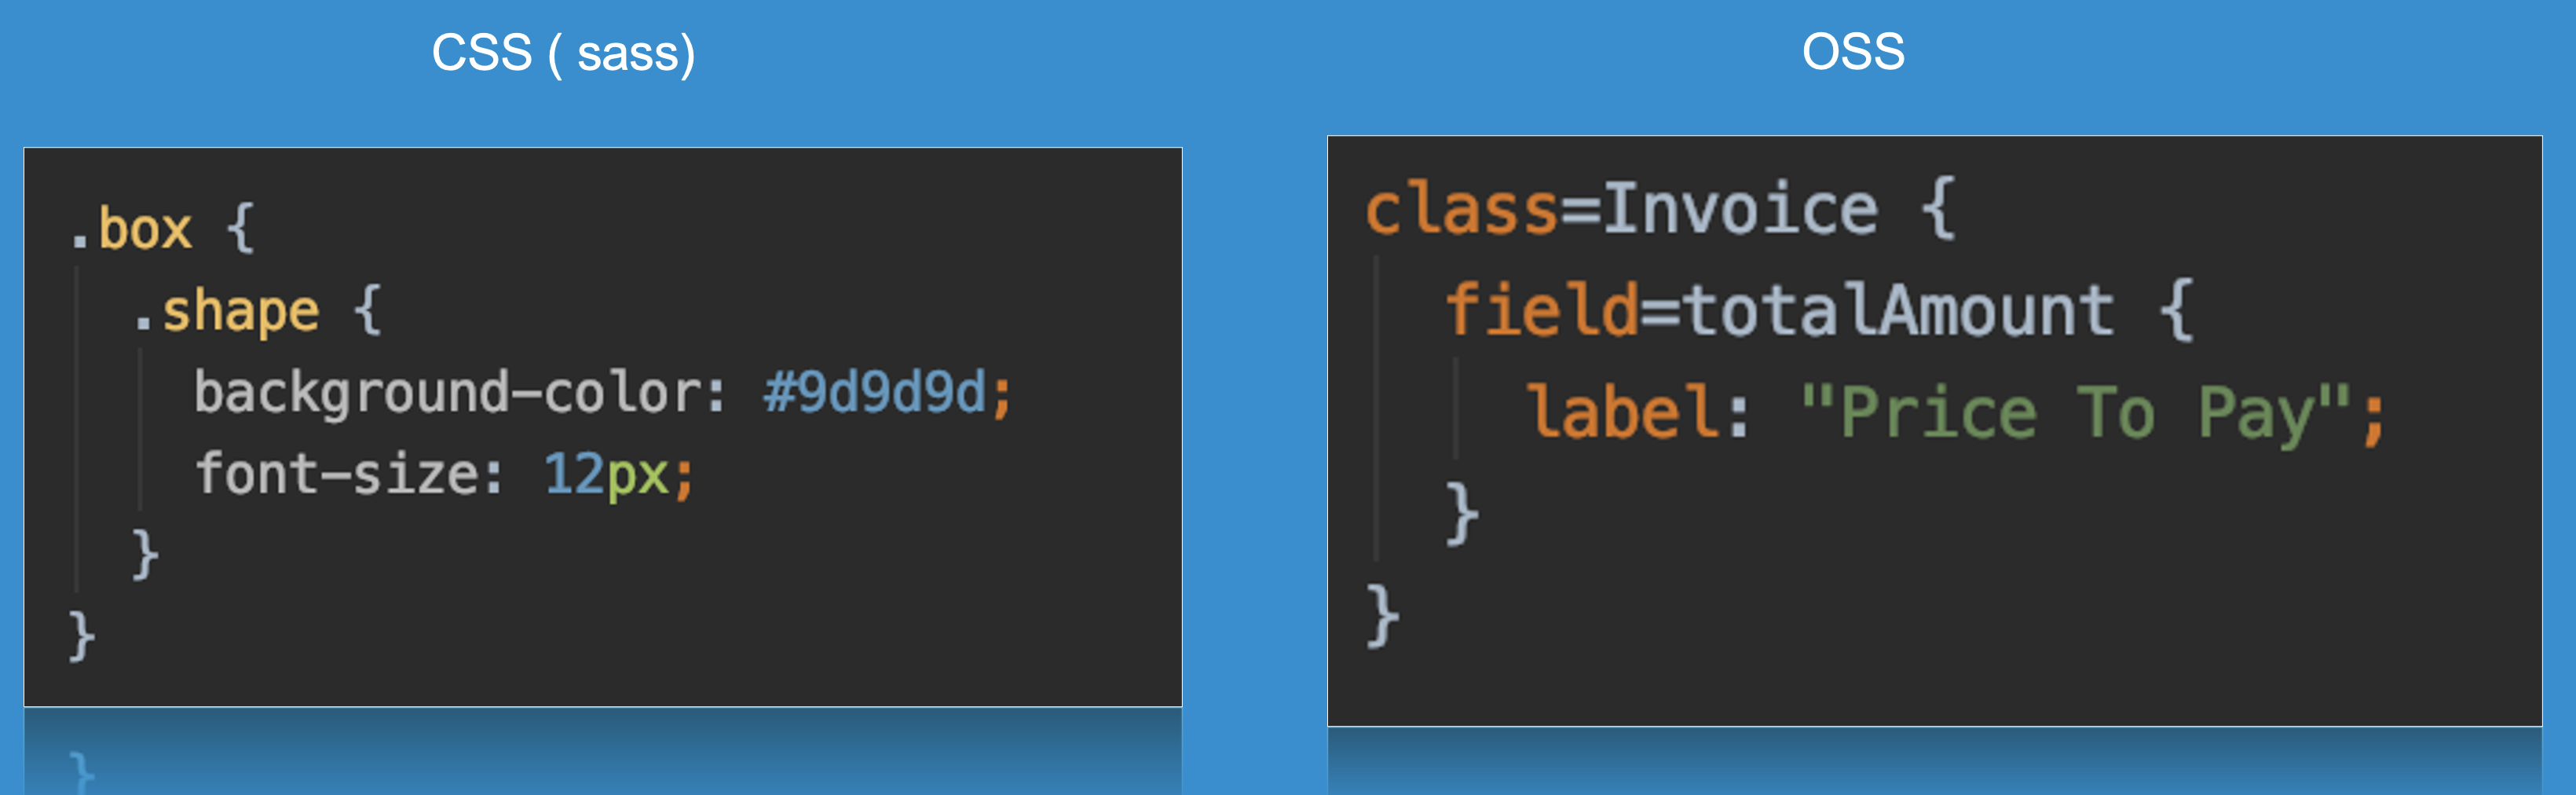 CSS ( sass)
.box {
.shape {
background-color: #9d9d9d;
font-size: 12px;
}
}
OSS
class=Invoice {
field=totalAmount {
label: "Price To Pay";
}
}